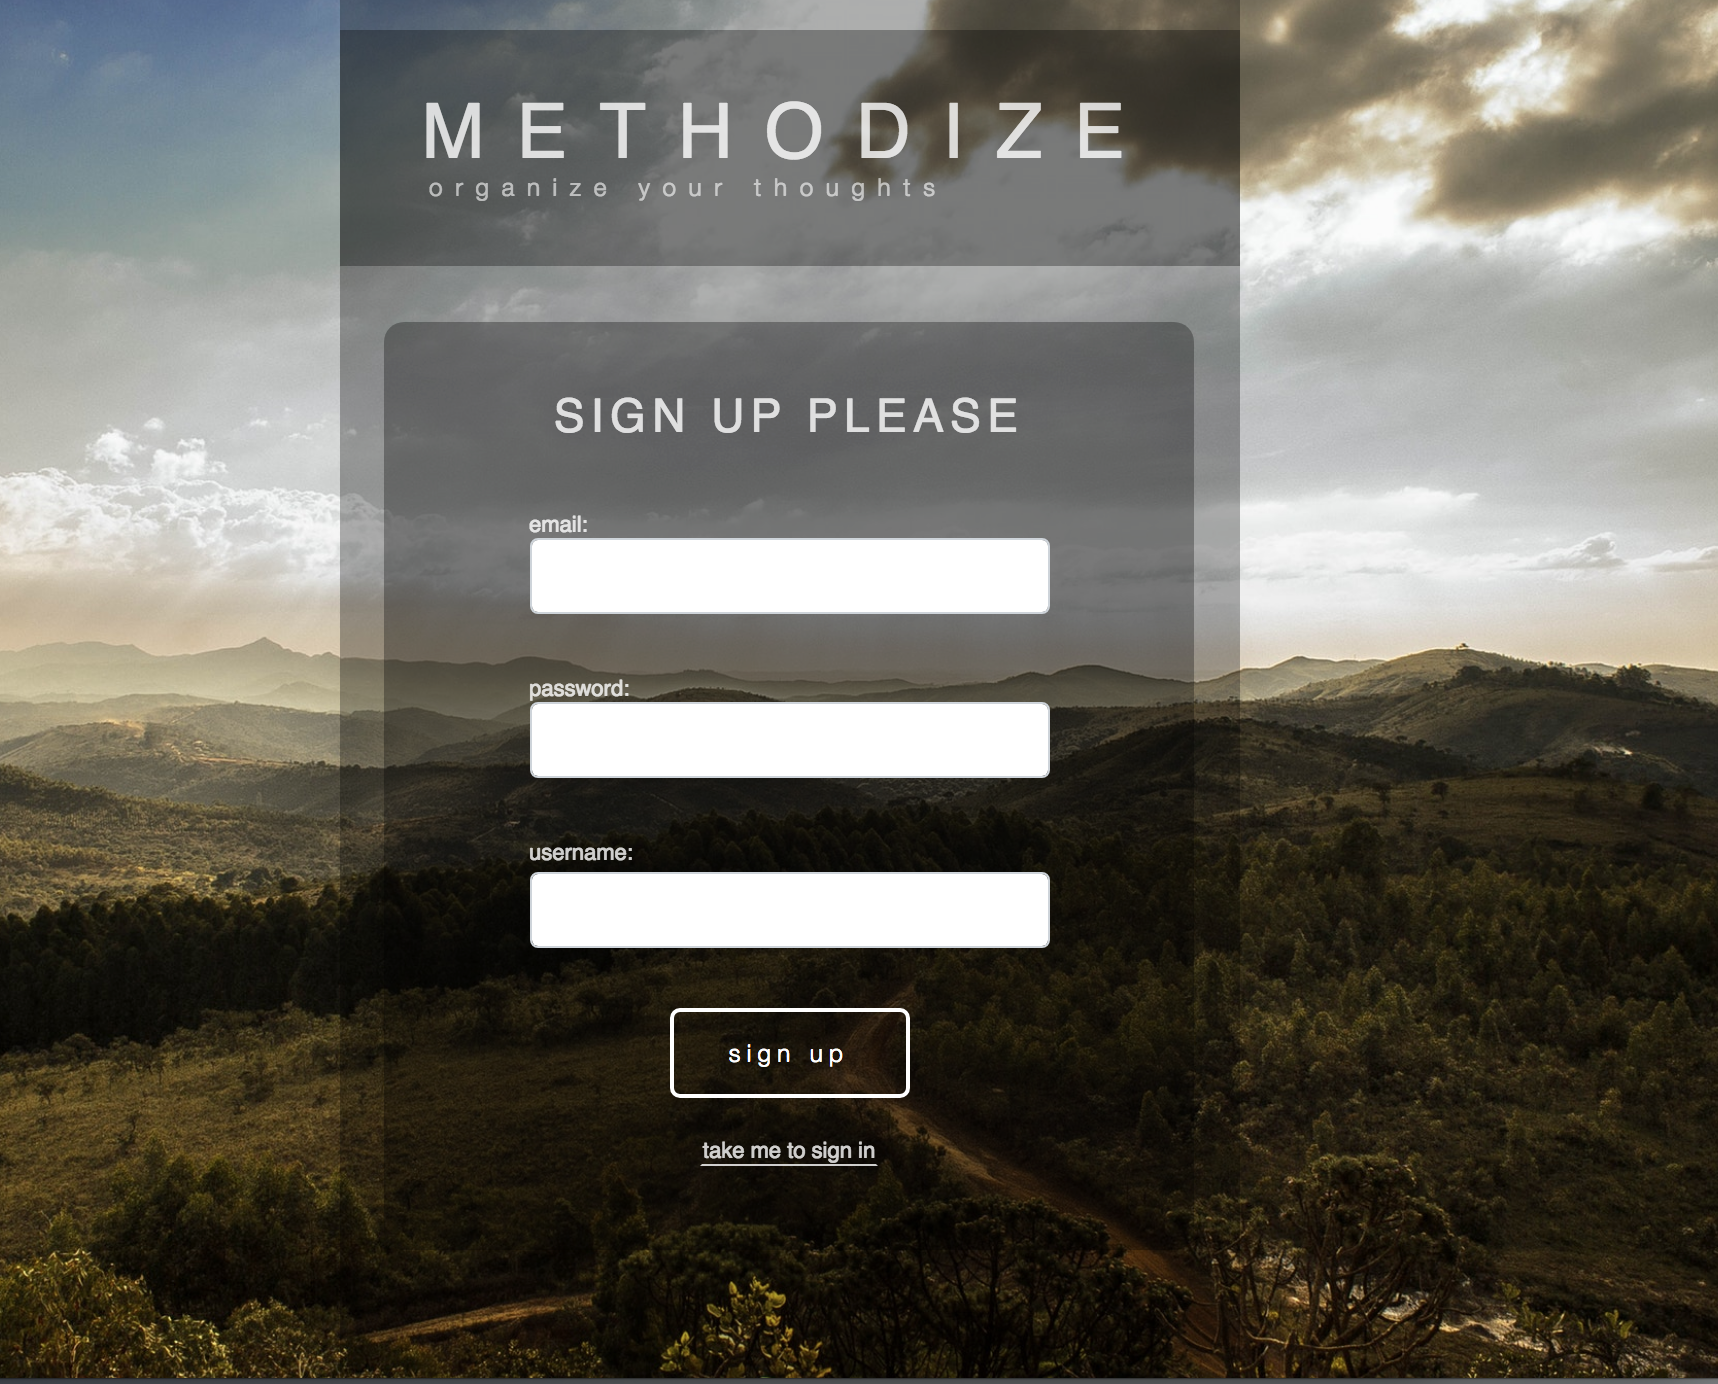 METHODIZE
organize your thoughts
SIGN UP PLEASE
email:
password:
username:
sign up
take me to sign in